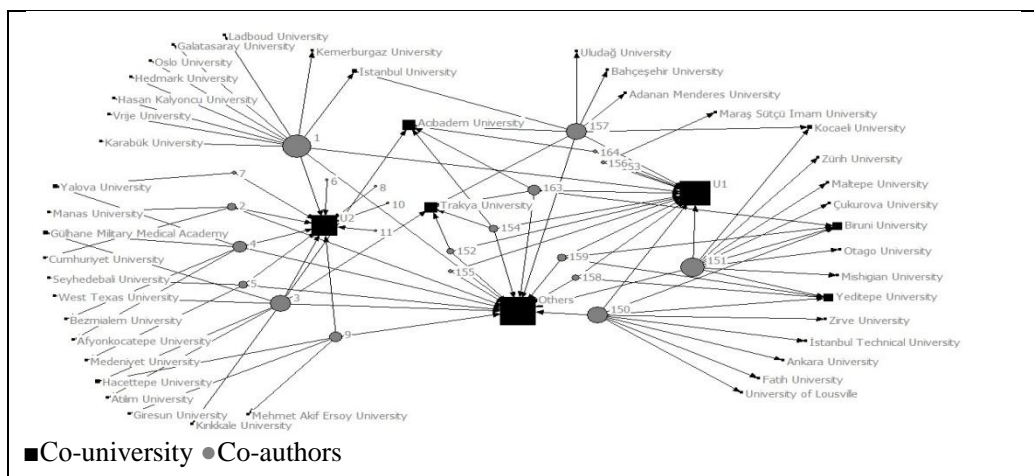 Ladboud University
Galatasaray University
Kemerburgaz University
Oslo University
İstanbul University
Hedmark University
Hasan Kalyoncu University
Vrije University
Karabük University
1
Uludağ University
Bahçeşehir University
Adanan Menderes University
Acıbadem University
157
Maraş Sütçü İmam University
Kocaeli University
164
156
153
Zürih University
7
6
8
Yalova University
163
U1
Maltepe University
2
10
Manas University
Trakya University
Çukurova University
U2
Gülhane Military Medical Academy
11
154
Biruni University
4
Cumhuriyet University
152
159
Otago University
155
151
Seyhedebali University
5
158
Mishigian University
West Texas University
3
Others
Yeditepe University
150
Bezmialem University
Zirve University
Afyonkocatepe University
9
İstanbul Technical University
Medeniyet University
Ankara University
Hacettepe University
Fatih University
Atılım University
University of Lousville
Giresun University
Mehmet Akif Ersoy University
Kırıkkale University
Co-university Co-authors